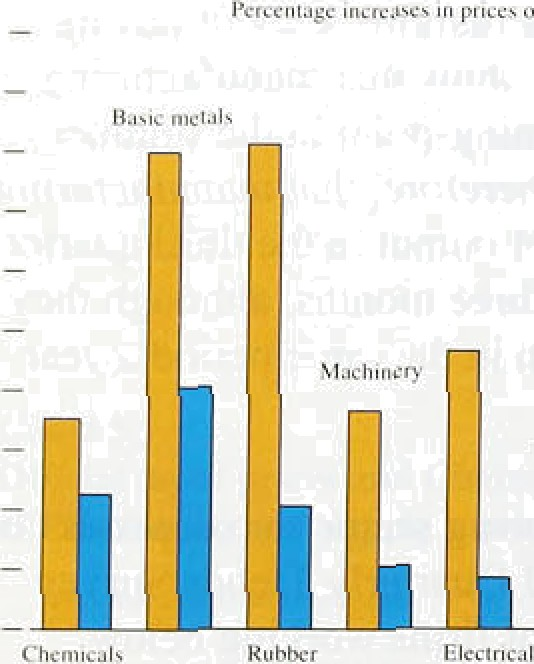 Percentage increases in prices o
Basic metals
Machinery
Chemicals
Rubber
Electrical